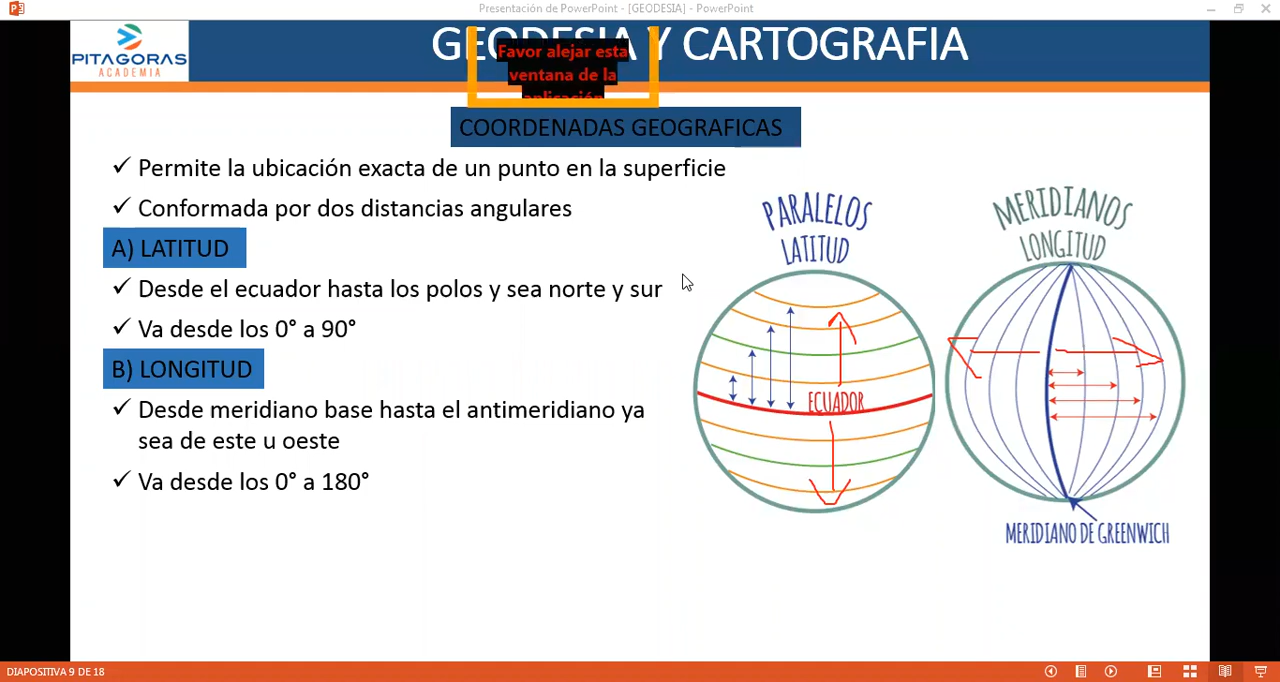 Presentación de PowerPoint - [GEODESIA] - PowerPoint
PITAGORAS
ACADEMIA
GEODESIA Y CARTOGRAFIA
Favor alejar esta
ventana de la
aplicación
COORDENADAS GEOGRAFICAS
✓ Permite la ubicación exacta de un punto en la superficie
✓ Conformada por dos distancias angulares
A) LATITUD
✓ Desde el ecuador hasta los polos y sea norte y sur
✓ Va desde los 0° a 90°
B) LONGITUD
✓ Desde meridiano base hasta el antimeridiano ya
sea de este u oeste
✓ Va desde los 0° a 180°
PARALELOS
LATITUD
ECUADOR
MERIDIANOS
LONGITUD
MERIDIANO DE GREENWICH
DIAPOSITIVA 9 DE 18